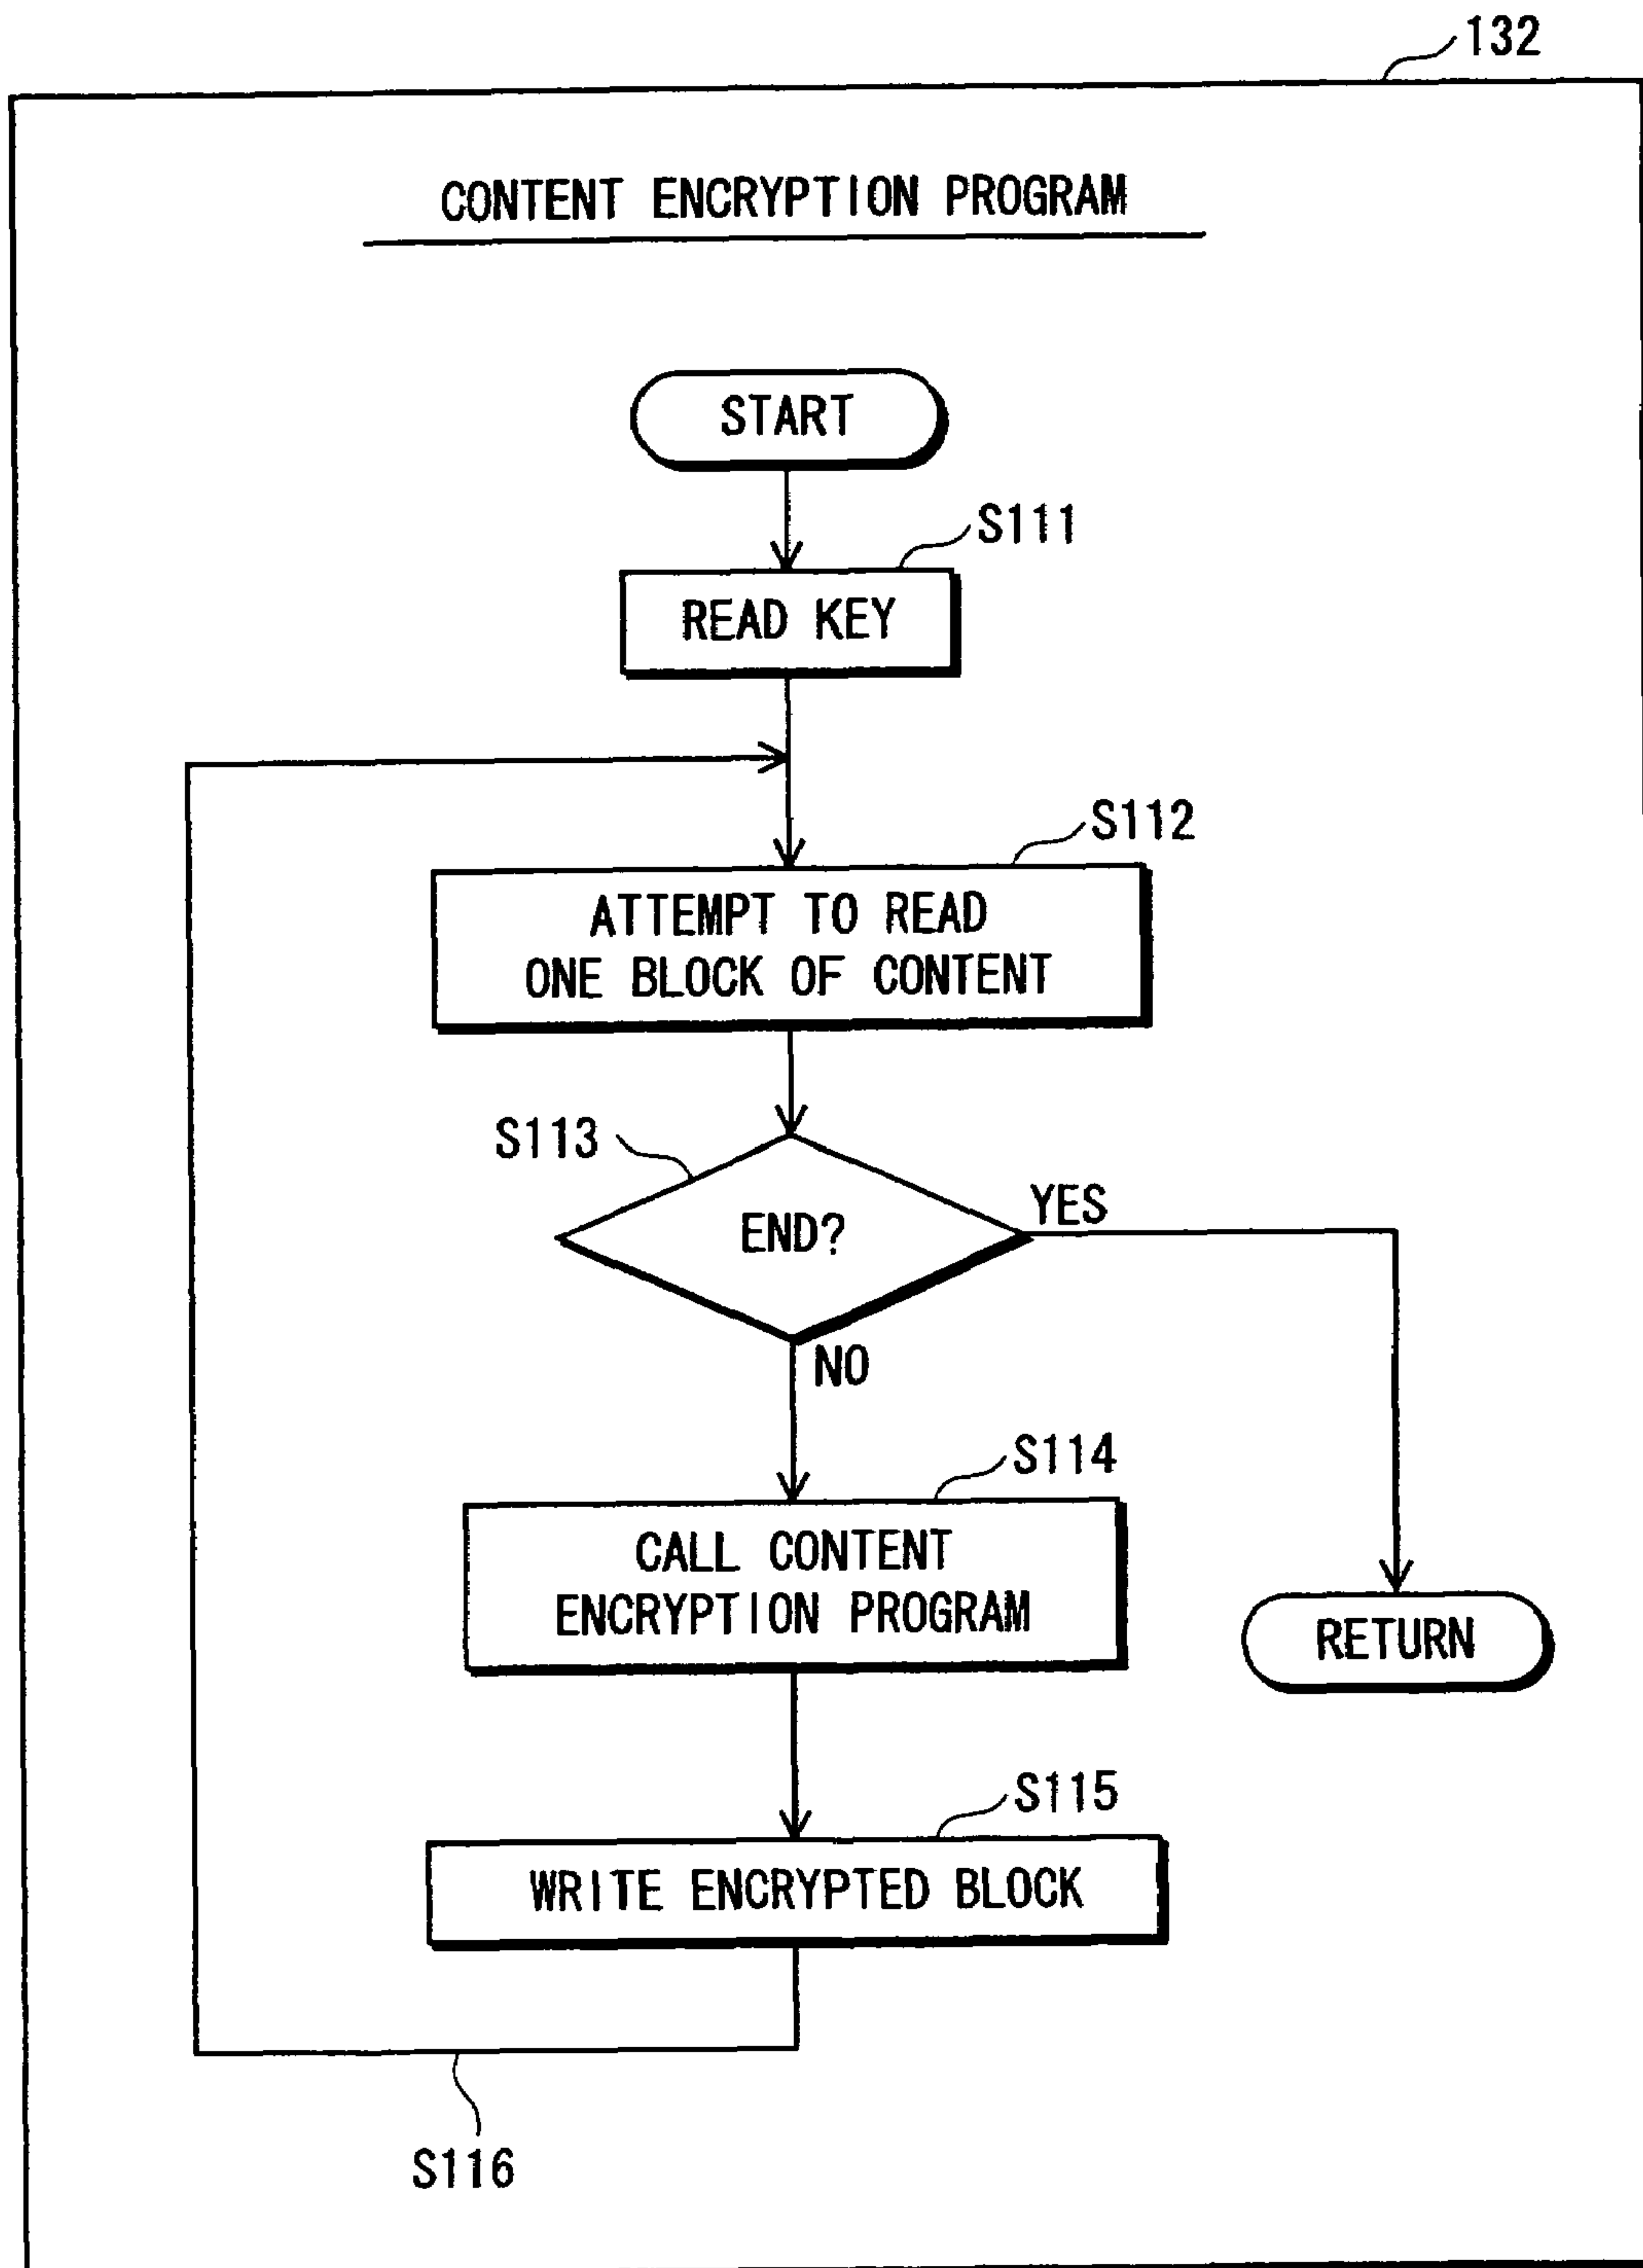 132
CONTENT ENCRYPTION PROGRAM
START
S111
READ KEY
S112
ATTEMPT TO READ
ONE BLOCK OF CONTENT
S113
END?
YES
NO
S114
CALL CONTENT
ENCRYPTION PROGRAM
RETURN
S115
WRITE ENCRYPTED BLOCK
S116